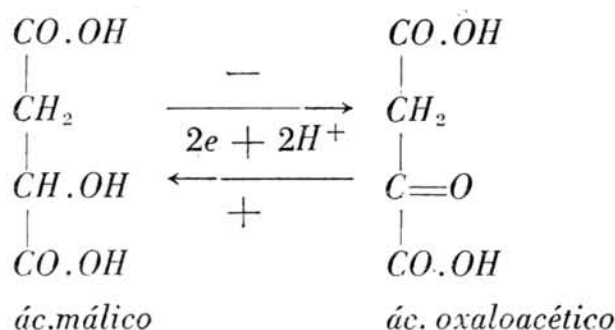 CO.OH CO.OH
−
CH₂ CH₂
2e + 2H⁺
CH.OH C=O
+
CO.OH CO.OH
ác.málico ác. oxaloacético